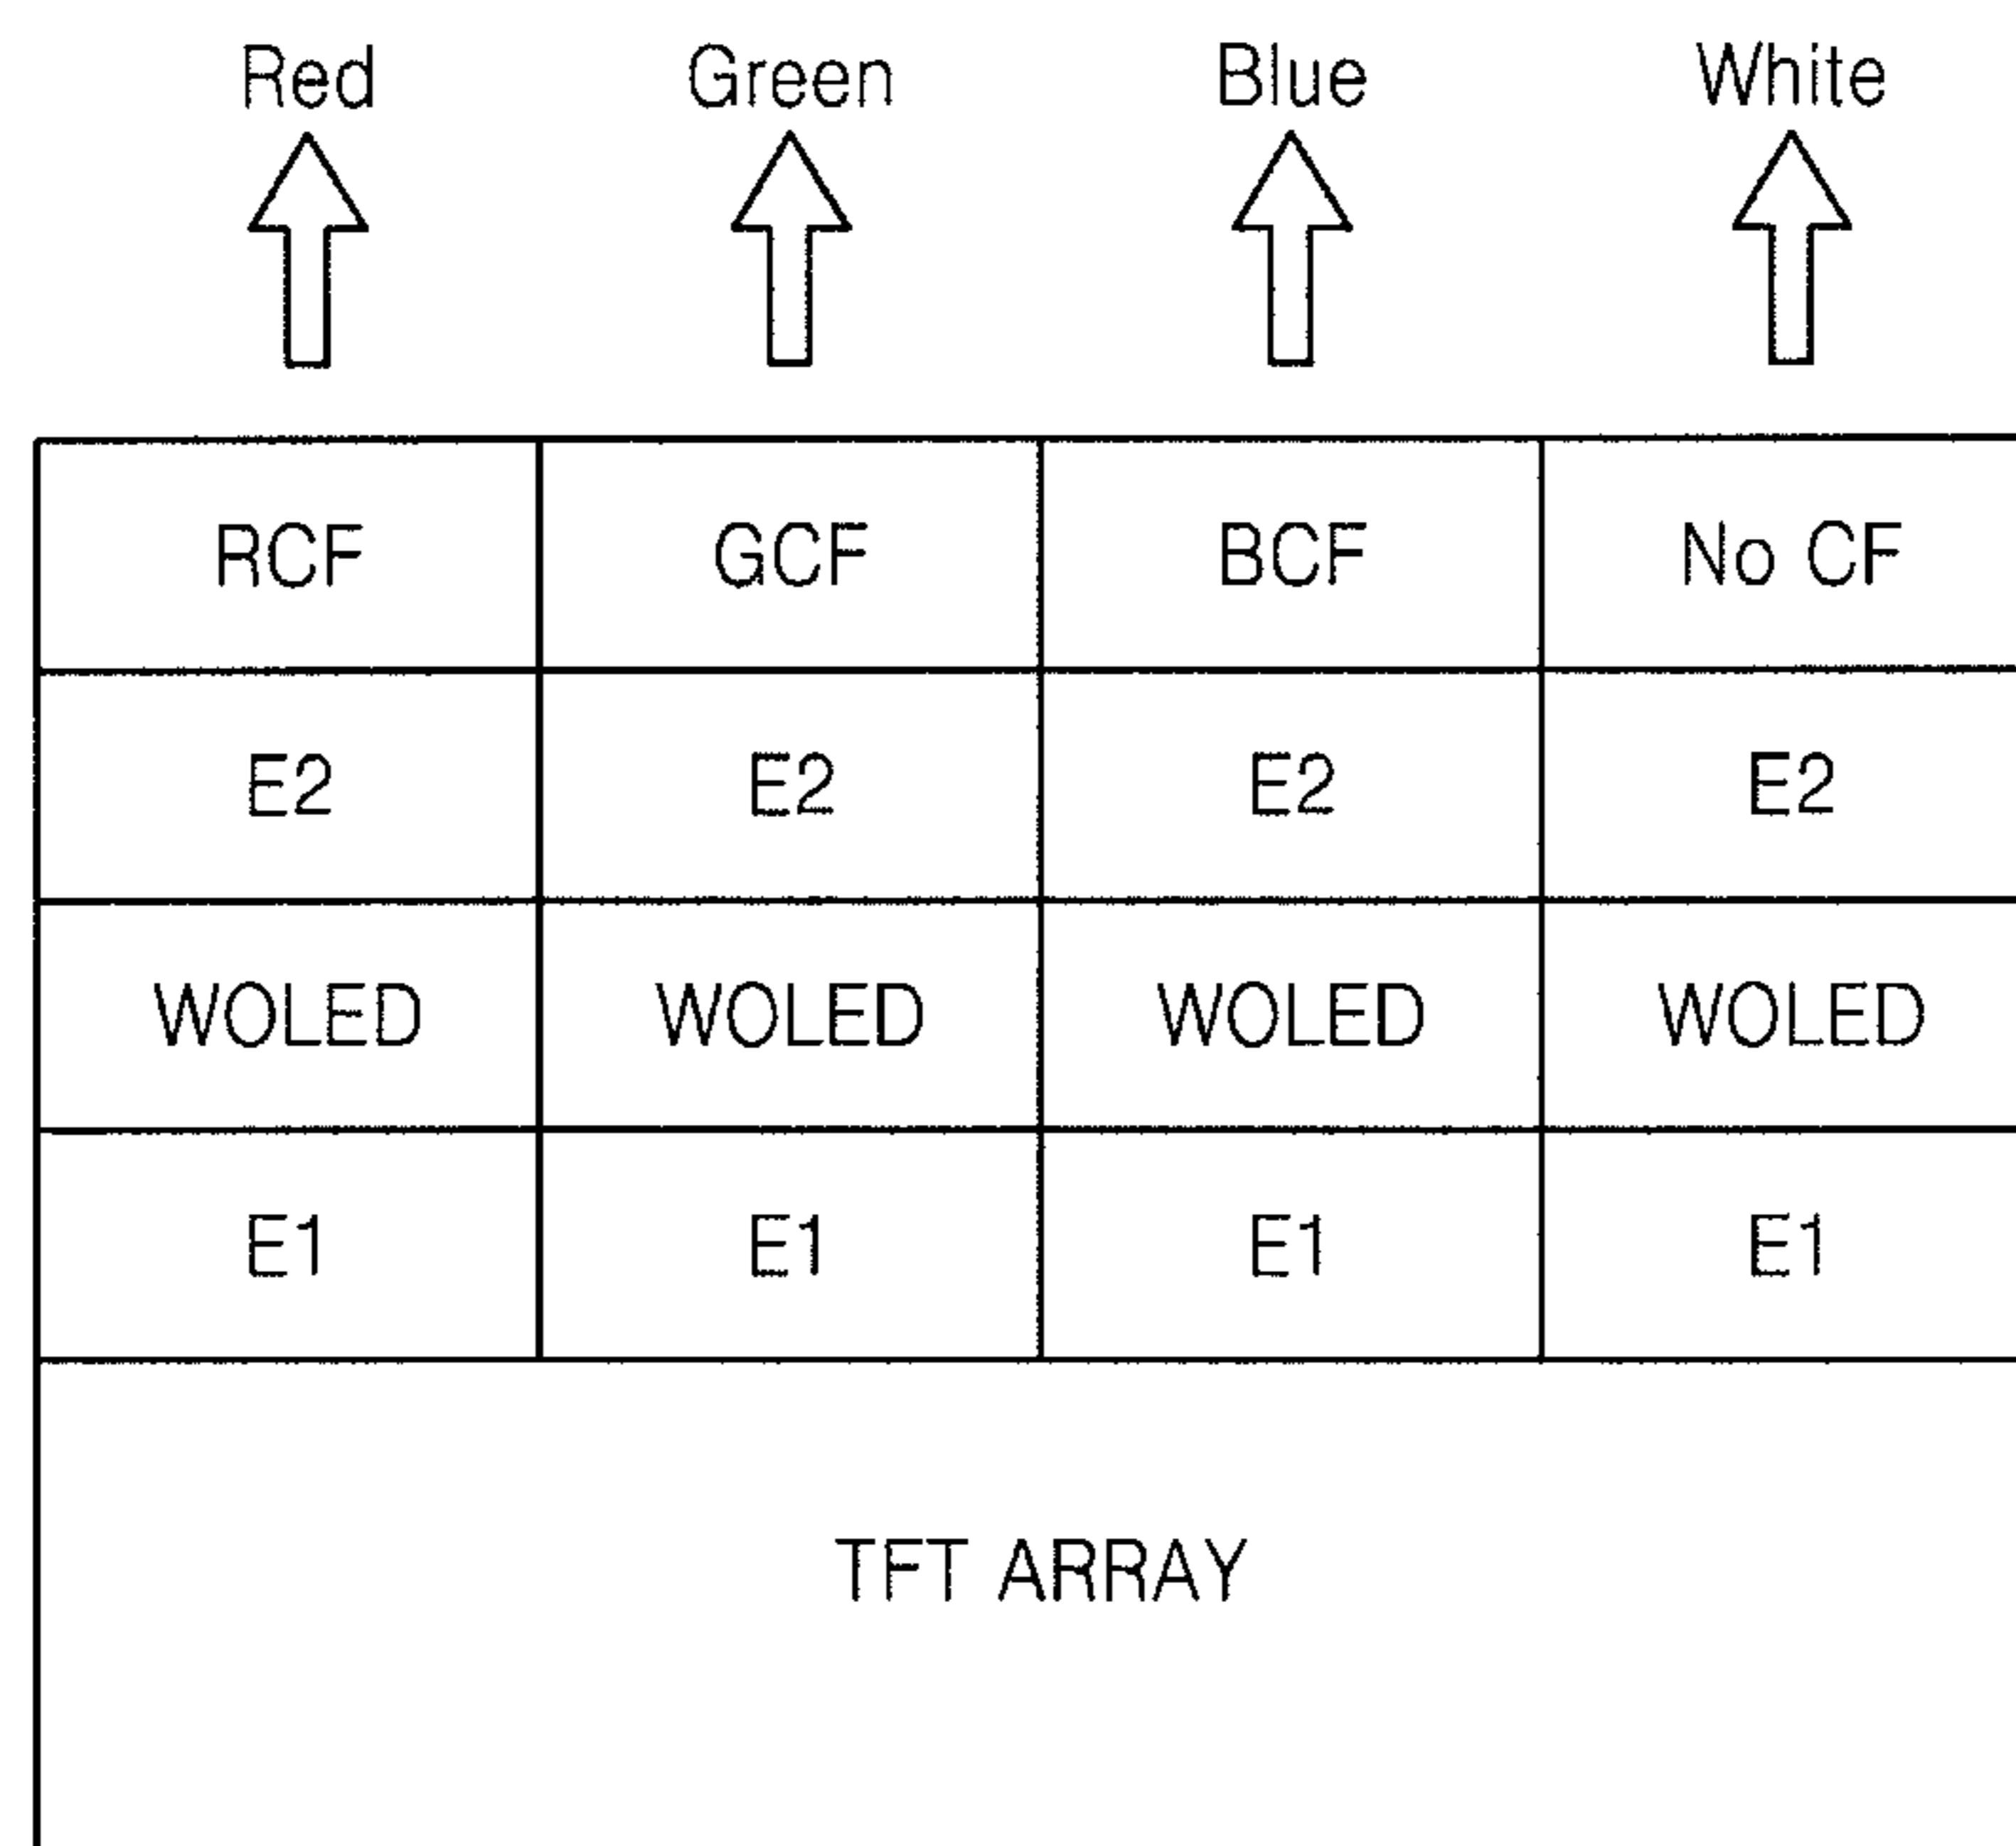 Red Green Blue White
RCF GCF BCF No CF
E2 E2 E2 E2
WOLED WOLED WOLED WOLED
E1 E1 E1 E1
TFT ARRAY